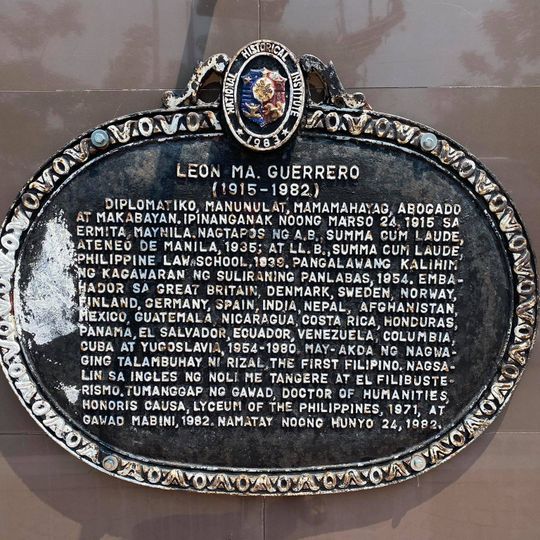 NATIONAL HISTORICAL INSTITUTE
1983
LEON MA. GUERRERO
(1915-1982)
DIPLOMATIKO, MANUNULAT, MAMAMAHAYAG, ABOGADO
AT MAKABAYAN. IPINANGANAK NOONG MARSO 24, 1915 SA
ERMITA, MAYNILA. NAGTAPOS NG A.B., SUMMA CUM LAUDE,
ATENEO DE MANILA, 1935; AT LL.B., SUMMA CUM LAUDE,
PHILIPPINE LAW SCHOOL, 1939. PANGALAWANG KALIHIM
NG KAGAWARAN NG SULIRANING PANLABAS, 1954. EMBA-
HADOR SA GREAT BRITAIN, DENMARK, SWEDEN, NORWAY,
FINLAND, GERMANY, SPAIN, INDIA, NEPAL, AFGHANISTAN,
MEXICO, GUATEMALA, NICARAGUA, COSTA RICA, HONDURAS,
PANAMA, EL SALVADOR, ECUADOR, VENEZUELA, COLUMBIA,
CUBA AT YUGOSLAVIA, 1954-1980. MAY-AKDA NG NAGWA-
GING TALAMBUHAY NI RIZAL, THE FIRST FILIPINO. NAGSA-
LIN SA INGLES NG NOLI ME TANGERE AT EL FILIBUSTE-
RISMO. TUMANGGAP NG GAWAD, DOCTOR OF HUMANITIES,
HONORIS CAUSA, LYCEUM OF THE PHILIPPINES, 1971, AT
GAWAD MABINI, 1982. NAMATAY NOONG HUNYO 24, 1982.